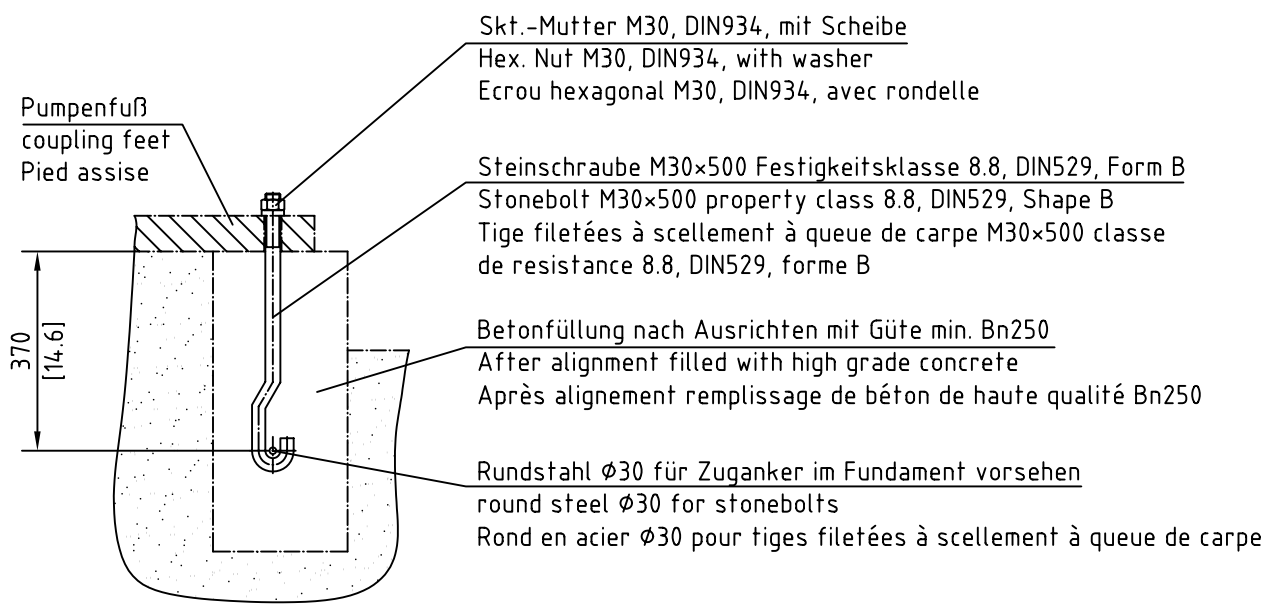 Skt.-Mutter M30, DIN934, mit Scheibe
Hex. Nut M30, DIN934, with washer
Ecrou hexagonal M30, DIN934, avec rondelle
Pumpenfuß
coupling feet
Pied assise
Steinschraube M30×500 Festigkeitsklasse 8.8, DIN529, Form B
Stonebolt M30×500 property class 8.8, DIN529, Shape B
Tige filetées à scellement à queue de carpe M30×500 classe
de resistance 8.8, DIN529, forme B
370
[14.6]
Betonfüllung nach Ausrichten mit Güte min. Bn250
After alignment filled with high grade concrete
Après alignement remplissage de béton de haute qualité Bn250
Rundstahl Ø30 für Zuganker im Fundament vorsehen
round steel Ø30 for stonebolts
Rond en acier Ø30 pour tiges filetées à scellement à queue de carpe